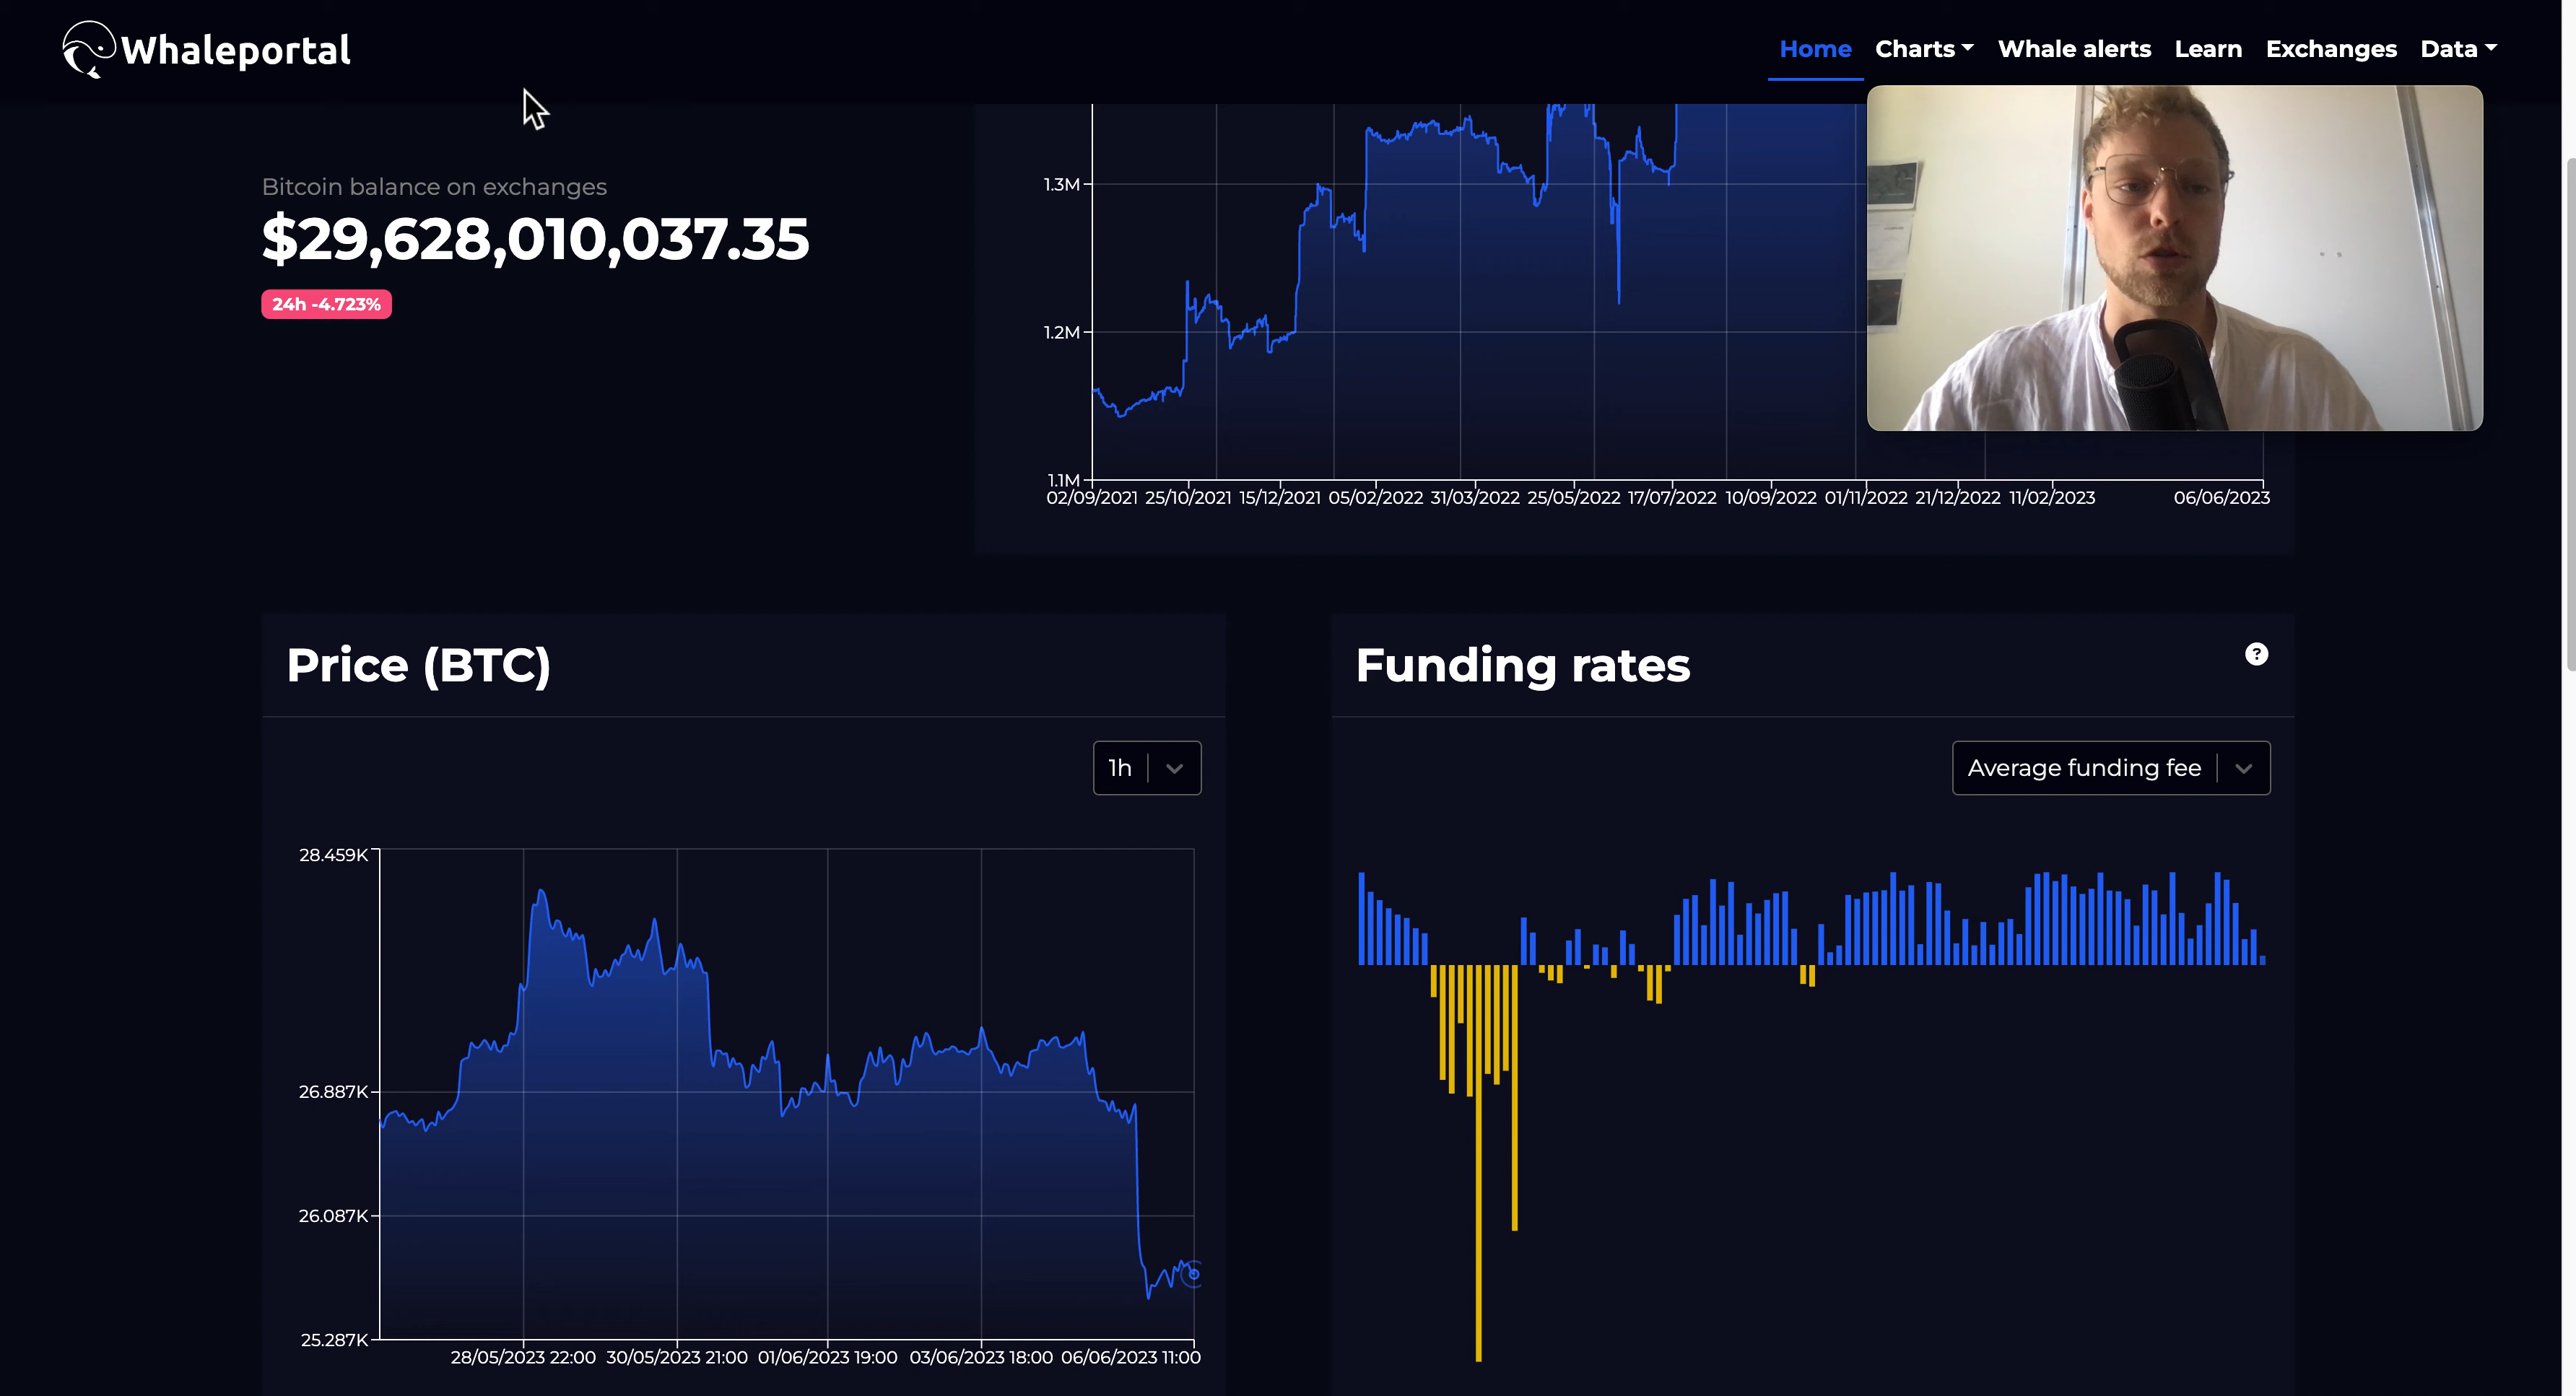 Whaleportal
Home Charts Whale alerts Learn Exchanges Data
Bitcoin balance on exchanges
$29,628,010,037.35
24h -4.723%
1.3M
1.2M
1.1M
02/09/2021 25/10/2021 15/12/2021 05/02/2022 31/03/2022 25/05/2022 17/07/2022 10/09/2022 01/11/2022 21/12/2022 11/02/2023 06/06/2023
Price (BTC)
1h
28.459K
26.887K
26.087K
25.287K
28/05/2023 22:00 30/05/2023 21:00 01/06/2023 19:00 03/06/2023 18:00 06/06/2023 11:00
Funding rates
?
Average funding fee